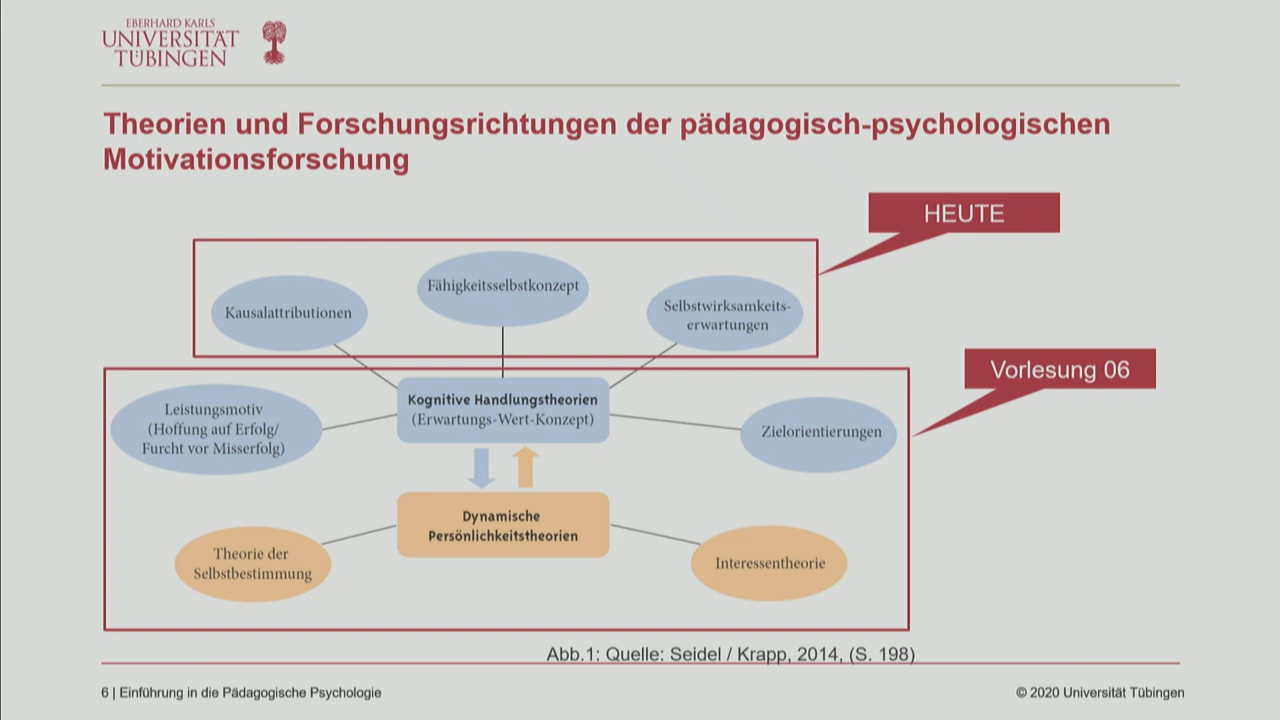 EBERHARD KARLS
UNIVERSITÄT
TÜBINGEN
Theorien und Forschungsrichtungen der pädagogisch-psychologischen
Motivationsforschung
HEUTE
Fähigkeitsselbstkonzept
Kausalattributionen
Selbstwirksamkeits-
erwartungen
Vorlesung 06
Kognitive Handlungstheorien
(Erwartungs-Wert-Konzept)
Leistungsmotiv
(Hoffnung auf Erfolg/
Furcht vor Misserfolg)
Zielorientierungen
Dynamische
Persönlichkeitstheorien
Theorie der
Selbstbestimmung
Interessentheorie
Abb.1: Quelle: Seidel / Krapp, 2014, (S. 198)
6 | Einführung in die Pädagogische Psychologie
© 2020 Universität Tübingen